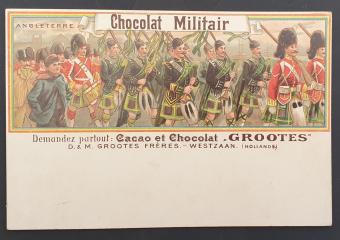 Chocolat Militair
ANGLETERRE
Demandez partout: Cacao et Chocolat „GROOTES"
D. & M. GROOTES FRÈRES. — WESTZAAN. (HOLLANDE)